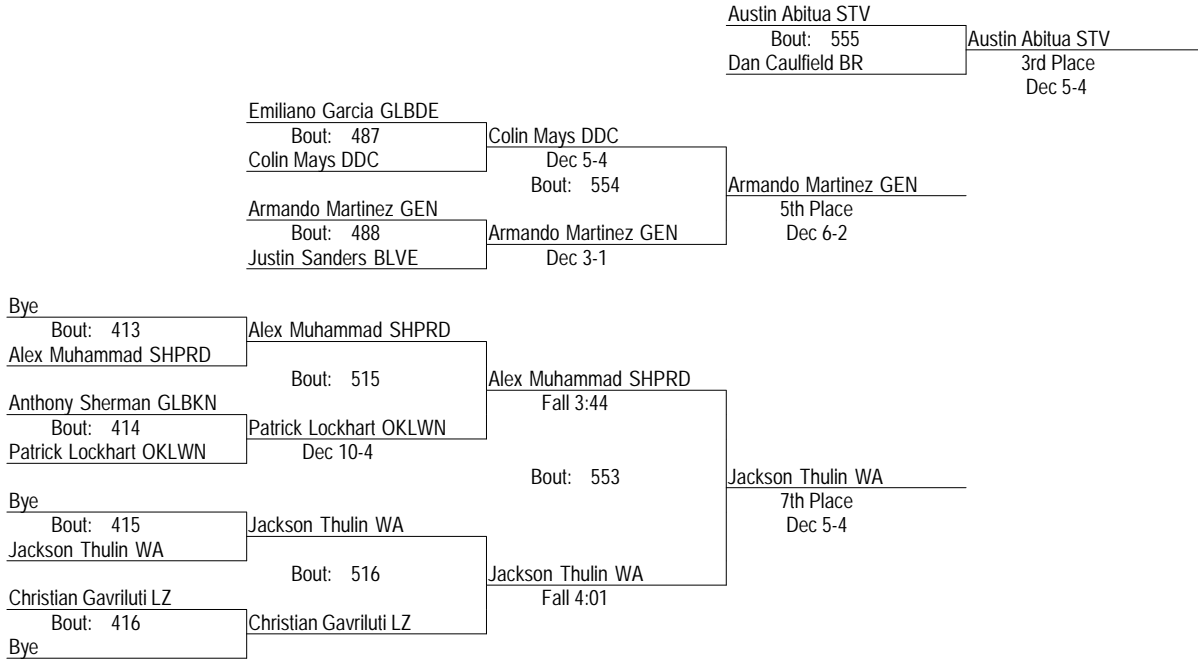 Austin Abitua STV
Bout: 555
Austin Abitua STV
Dan Caulfield BR
3rd Place
Dec 5-4
Emiliano Garcia GLBDE
Bout: 487
Colin Mays DDC
Colin Mays DDC
Dec 5-4
Bout: 554
Armando Martinez GEN
Armando Martinez GEN
5th Place
Bout: 488
Armando Martinez GEN
Dec 6-2
Justin Sanders BLVE
Dec 3-1
Bye
Bout: 413
Alex Muhammad SHPRD
Alex Muhammad SHPRD
Bout: 515
Alex Muhammad SHPRD
Anthony Sherman GLBKN
Fall 3:44
Bout: 414
Patrick Lockhart OKLWN
Patrick Lockhart OKLWN
Dec 10-4
Bout: 553
Jackson Thulin WA
Bye
7th Place
Bout: 415
Jackson Thulin WA
Dec 5-4
Jackson Thulin WA
Bout: 516
Jackson Thulin WA
Christian Gavriluti LZ
Fall 4:01
Bout: 416
Christian Gavriluti LZ
Bye